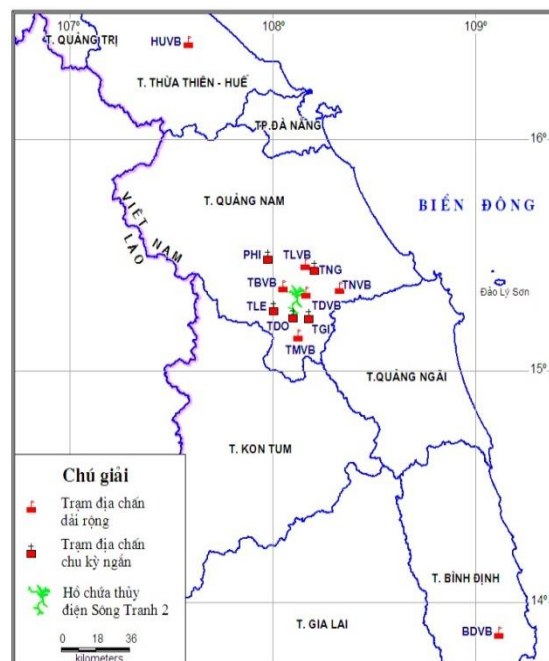 107°
108°
109°
T. QUẢNG TRỊ
HUVB
T. THỪA THIÊN - HUẾ
TP.ĐÀ NẴNG
16°
T. QUẢNG NAM
BIỂN ĐÔNG
VIỆT NAM
LÀO
PHI
TLVB
TNG
TBVB
TNVB
Đảo Lý Sơn
TLE
TDVB
TDO
TGI
TMVB
15°
T.QUẢNG NGÃI
T. KON TUM
Chú giải
Trạm địa chấn
dải rộng
Trạm địa chấn
chu kỳ ngắn
Hồ chứa thủy
điện Sông Tranh 2
0 18 36
kilometers
T. BÌNH ĐỊNH
14°
T. GIA LAI
BDVB